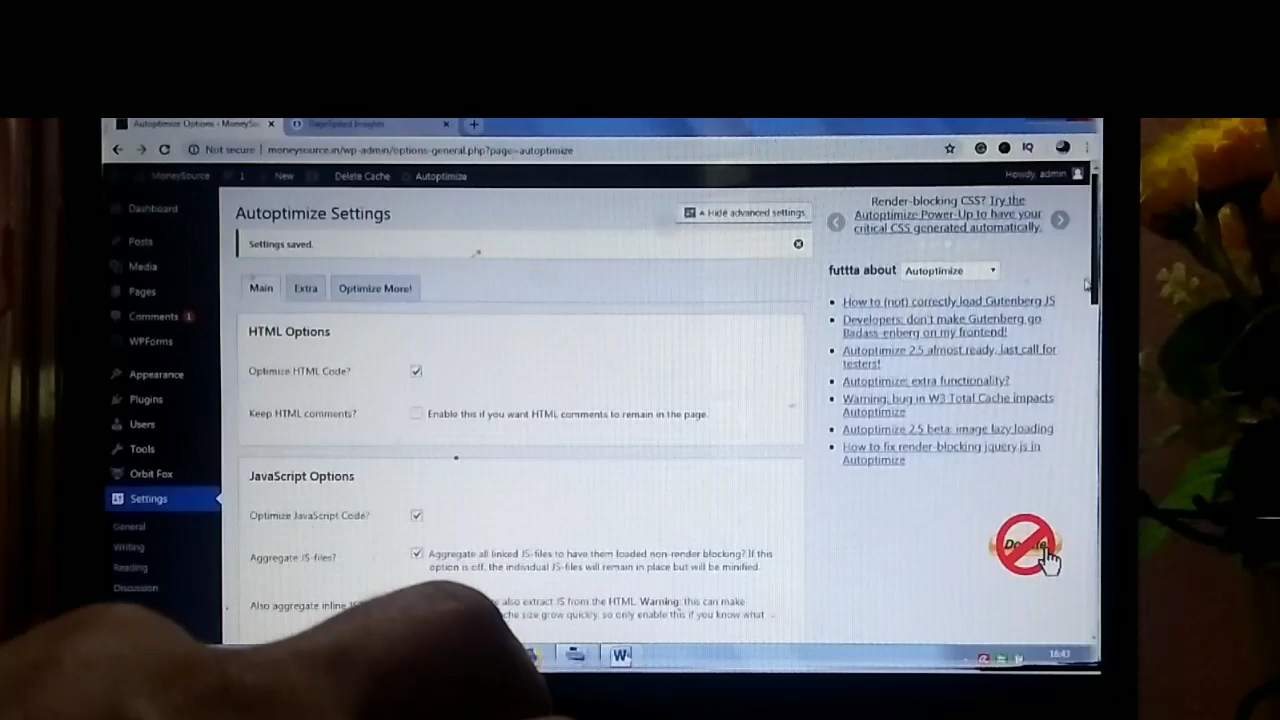 Autoptimize Options - MoneySo
PageSpeed Insights
Not secure | moneysource.in/wp-admin/options-general.php?page=autoptimize
IQ
MoneySource 1 New Delete Cache Autoptimize Howdy, admin
Dashboard
Posts
Media
Pages
Comments 1
WPForms
Appearance
Plugins
Users
Tools
Orbit Fox
Settings
General
Writing
Reading
Discussion
Autoptimize Settings
Hide advanced settings
Settings saved.
Main Extra Optimize More!
HTML Options
Optimize HTML Code?
Keep HTML comments? Enable this if you want HTML comments to remain in the page.
JavaScript Options
Optimize JavaScript Code?
Aggregate JS-files? Aggregate all linked JS-files to have them loaded non-render blocking? If this
option is off, the individual JS-files will remain in place but will be minified.
Also aggregate inline JS also extract JS from the HTML. Warning: this can make
size grow quickly, so only enable this if you know what
Render-blocking CSS? Try the
Autoptimize Power-Up to have your
critical CSS generated automatically.
futtta about Autoptimize
How to (not) correctly load Gutenberg JS
Developers: don't make Gutenberg go
Badass-enberg on my frontend!
Autoptimize 2.5 almost ready, last call for
testers!
Autoptimize: extra functionality?
Warning: bug in W3 Total Cache impacts
Autoptimize
Autoptimize 2.5 beta: image lazy loading
How to fix render-blocking jquery.js in
Autoptimize
W
16:43